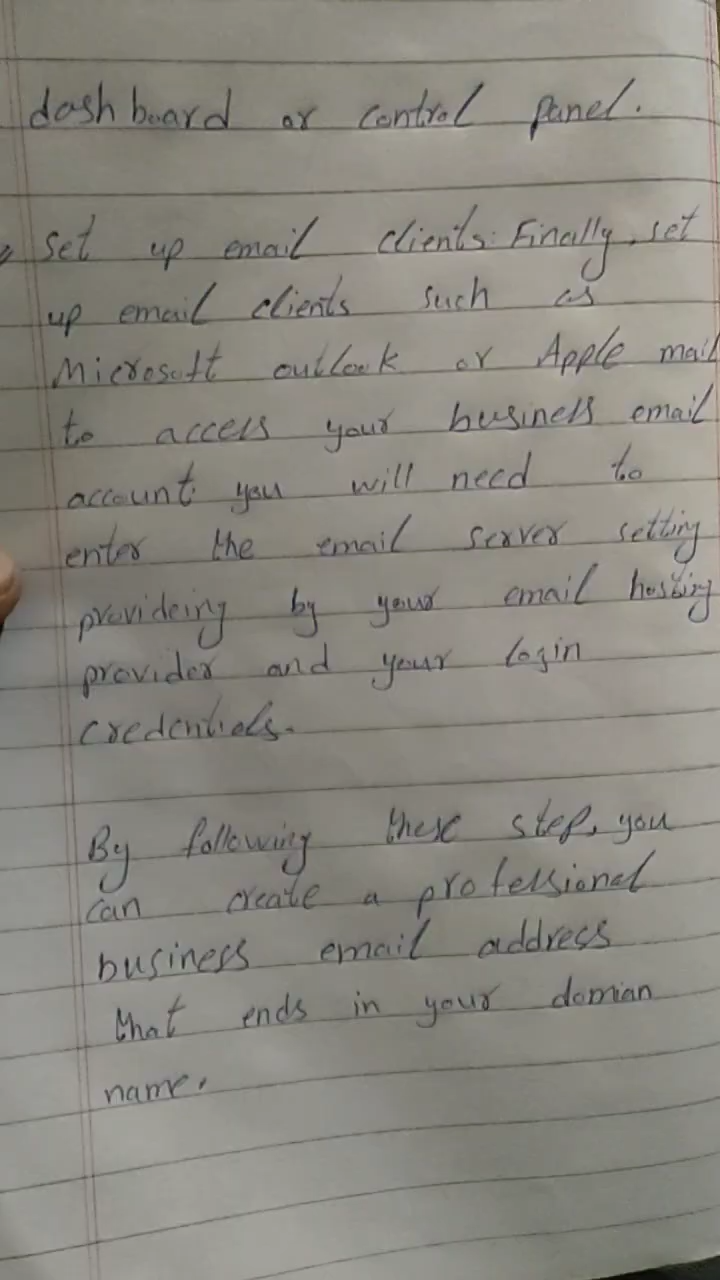 dashboard or control panel.
Set up email clients: Finally, set
up email clients such as
Microsoft outlook or Apple mail
to access your business email
account. you will need to
enter the email server setting
provideing by your email hosting
provider and your login
credentials.
By following these step, you
can create a professional
business email address
that ends in your domian
name.